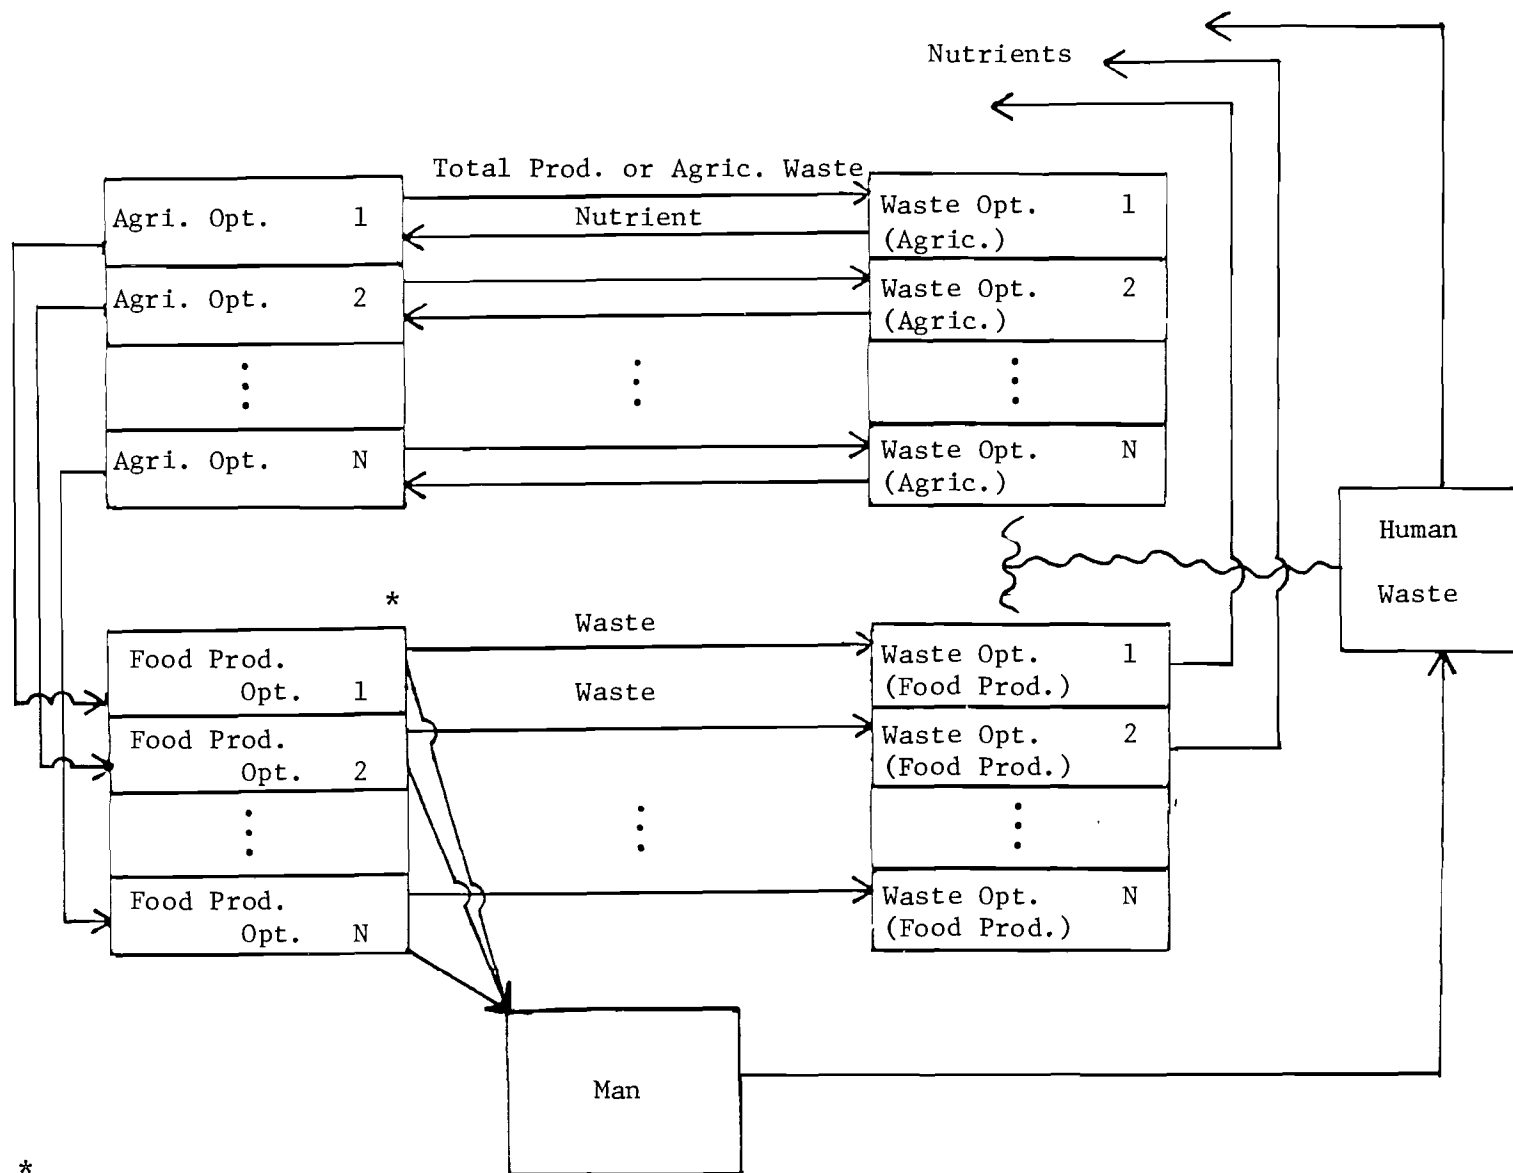 Nutrients
Total Prod. or Agric. Waste
Nutrient
Agri. Opt. 1
Agri. Opt. 2
Agri. Opt. N
Waste Opt. 1
(Agric.)
Waste Opt. 2
(Agric.)
Waste Opt. N
(Agric.)
Human
Waste
*
Food Prod.
Opt. 1
Food Prod.
Opt. 2
Food Prod.
Opt. N
Waste
Waste
Waste Opt. 1
(Food Prod.)
Waste Opt. 2
(Food Prod.)
Waste Opt. N
(Food Prod.)
Man
*